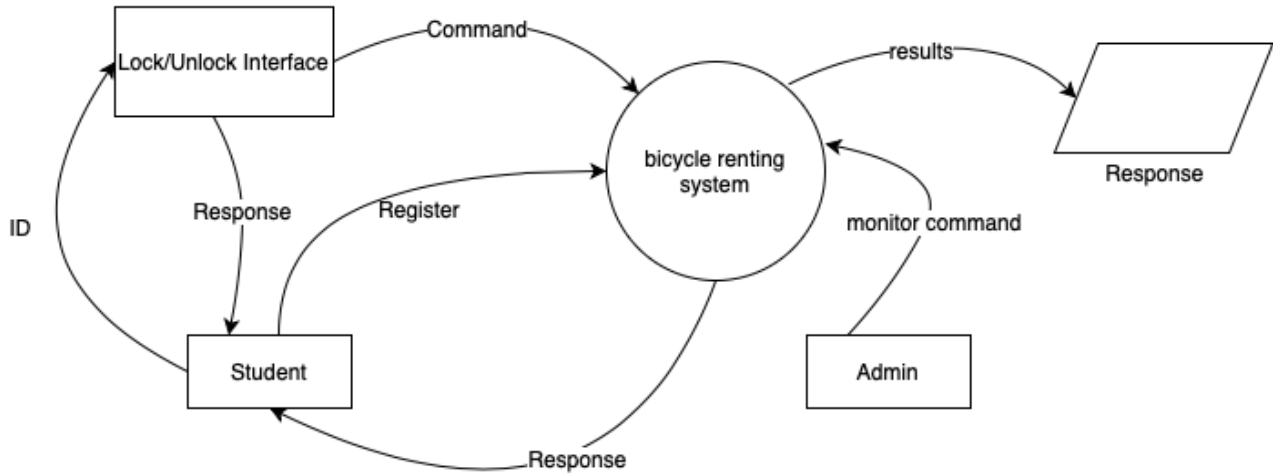 Command
Lock/Unlock Interface
results
bicycle renting
system
Response
Response
Register
ID
monitor command
Student
Admin
Response